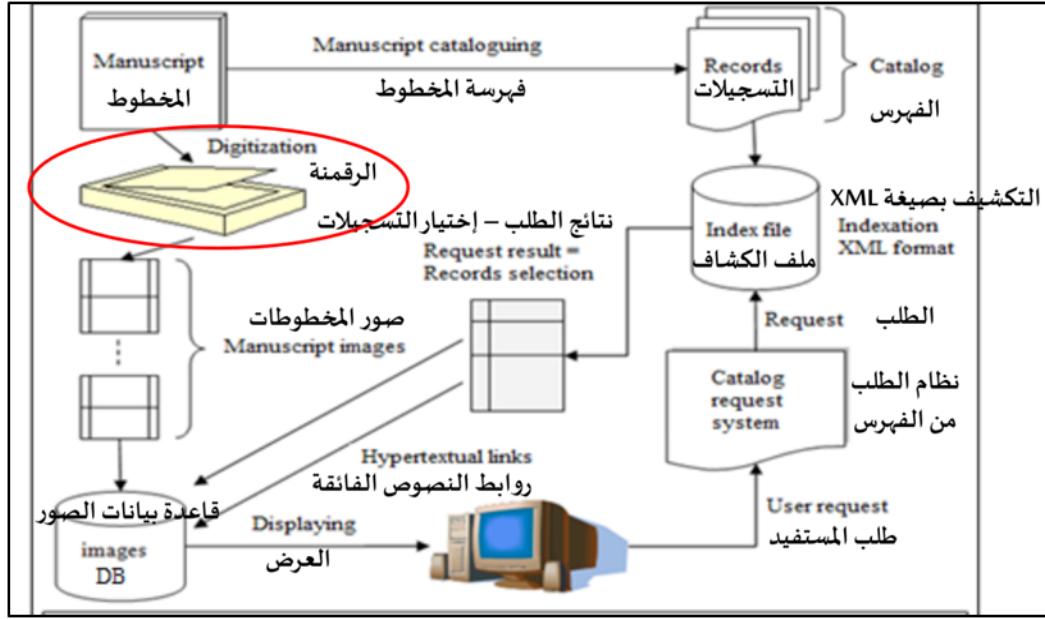 Manuscript
المخطوط
Manuscript cataloguing
فهرسة المخطوط
Records
التسجيلات
Catalog
الفهرس
Digitization
الرقمنة
التكشيف بصيغة XML
Indexation
XML format
Index file
ملف الكشاف
نتائج الطلب – إختيار التسجيلات
Request result =
Records selection
صور المخطوطات
Manuscript images
Request
الطلب
Catalog
request
system
نظام الطلب
من الفهرس
Hypertextual links
روابط النصوص الفائقة
قاعدة بيانات الصور
images
DB
Displaying
العرض
User request
طلب المستفيد